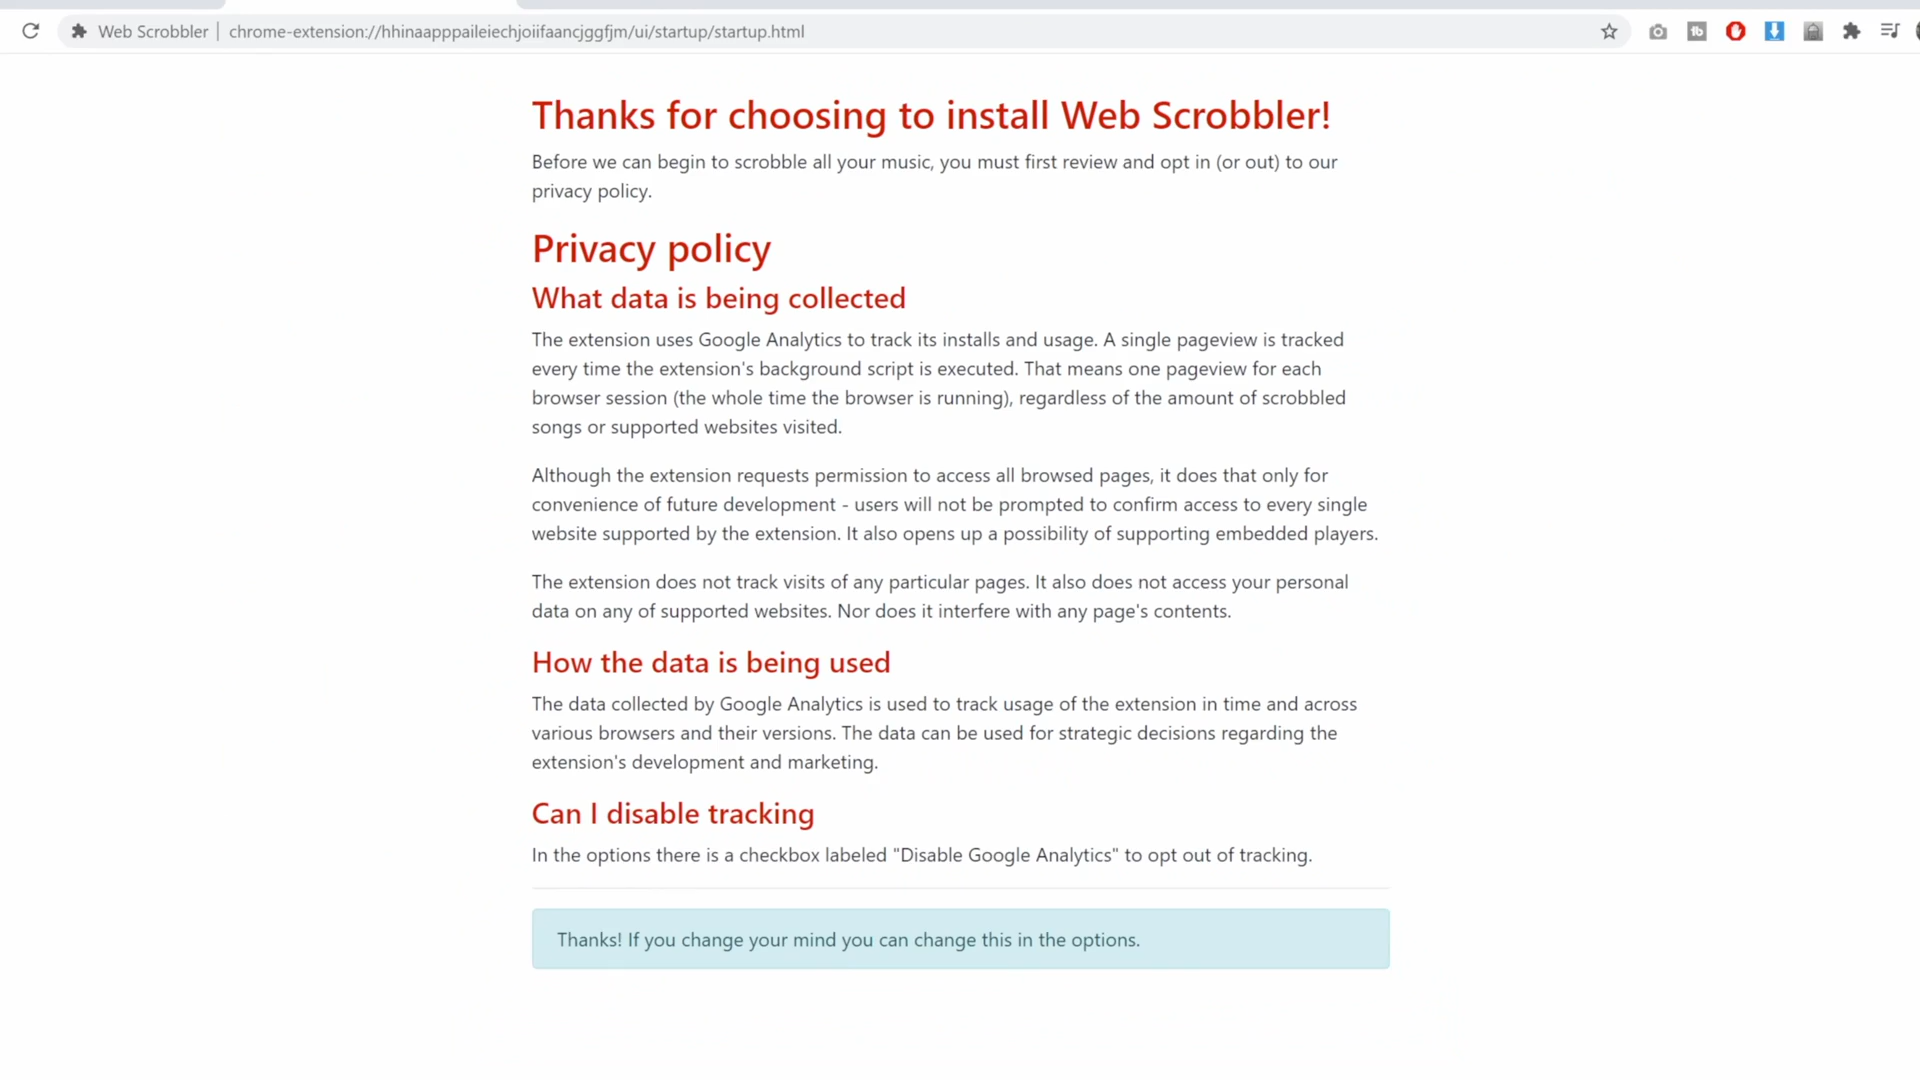 Web Scrobbler | chrome-extension://hhinaapppaileiechjoiifaancjggfjm/ui/startup/startup.html
Thanks for choosing to install Web Scrobbler!
Before we can begin to scrobble all your music, you must first review and opt in (or out) to our
privacy policy.
Privacy policy
What data is being collected
The extension uses Google Analytics to track its installs and usage. A single pageview is tracked
every time the extension's background script is executed. That means one pageview for each
browser session (the whole time the browser is running), regardless of the amount of scrobbled
songs or supported websites visited.
Although the extension requests permission to access all browsed pages, it does that only for
convenience of future development - users will not be prompted to confirm access to every single
website supported by the extension. It also opens up a possibility of supporting embedded players.
The extension does not track visits of any particular pages. It also does not access your personal
data on any of supported websites. Nor does it interfere with any page's contents.
How the data is being used
The data collected by Google Analytics is used to track usage of the extension in time and across
various browsers and their versions. The data can be used for strategic decisions regarding the
extension's development and marketing.
Can I disable tracking
In the options there is a checkbox labeled "Disable Google Analytics" to opt out of tracking.
Thanks! If you change your mind you can change this in the options.